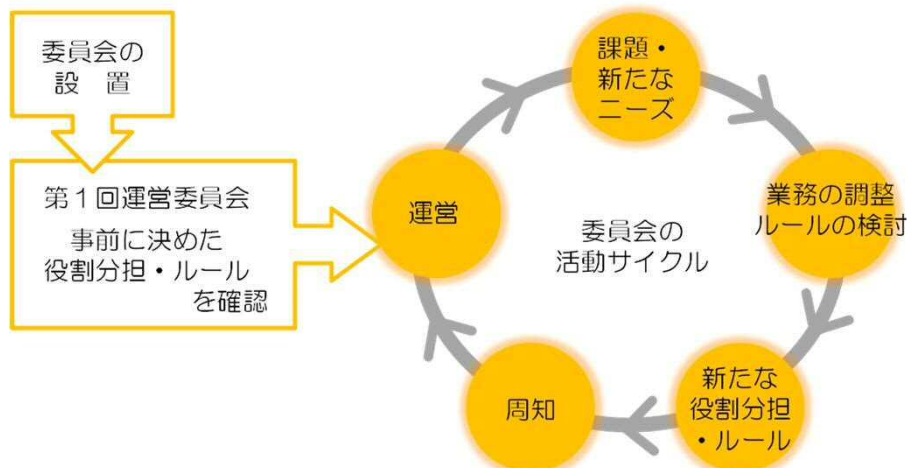 委員会の
設　置
第１回運営委員会
事前に決めた
役割分担・ルール
を確認
運営
課題・
新たな
ニーズ
業務の調整
ルールの検討
新たな
役割分担
・ルール
周知
委員会の
活動サイクル